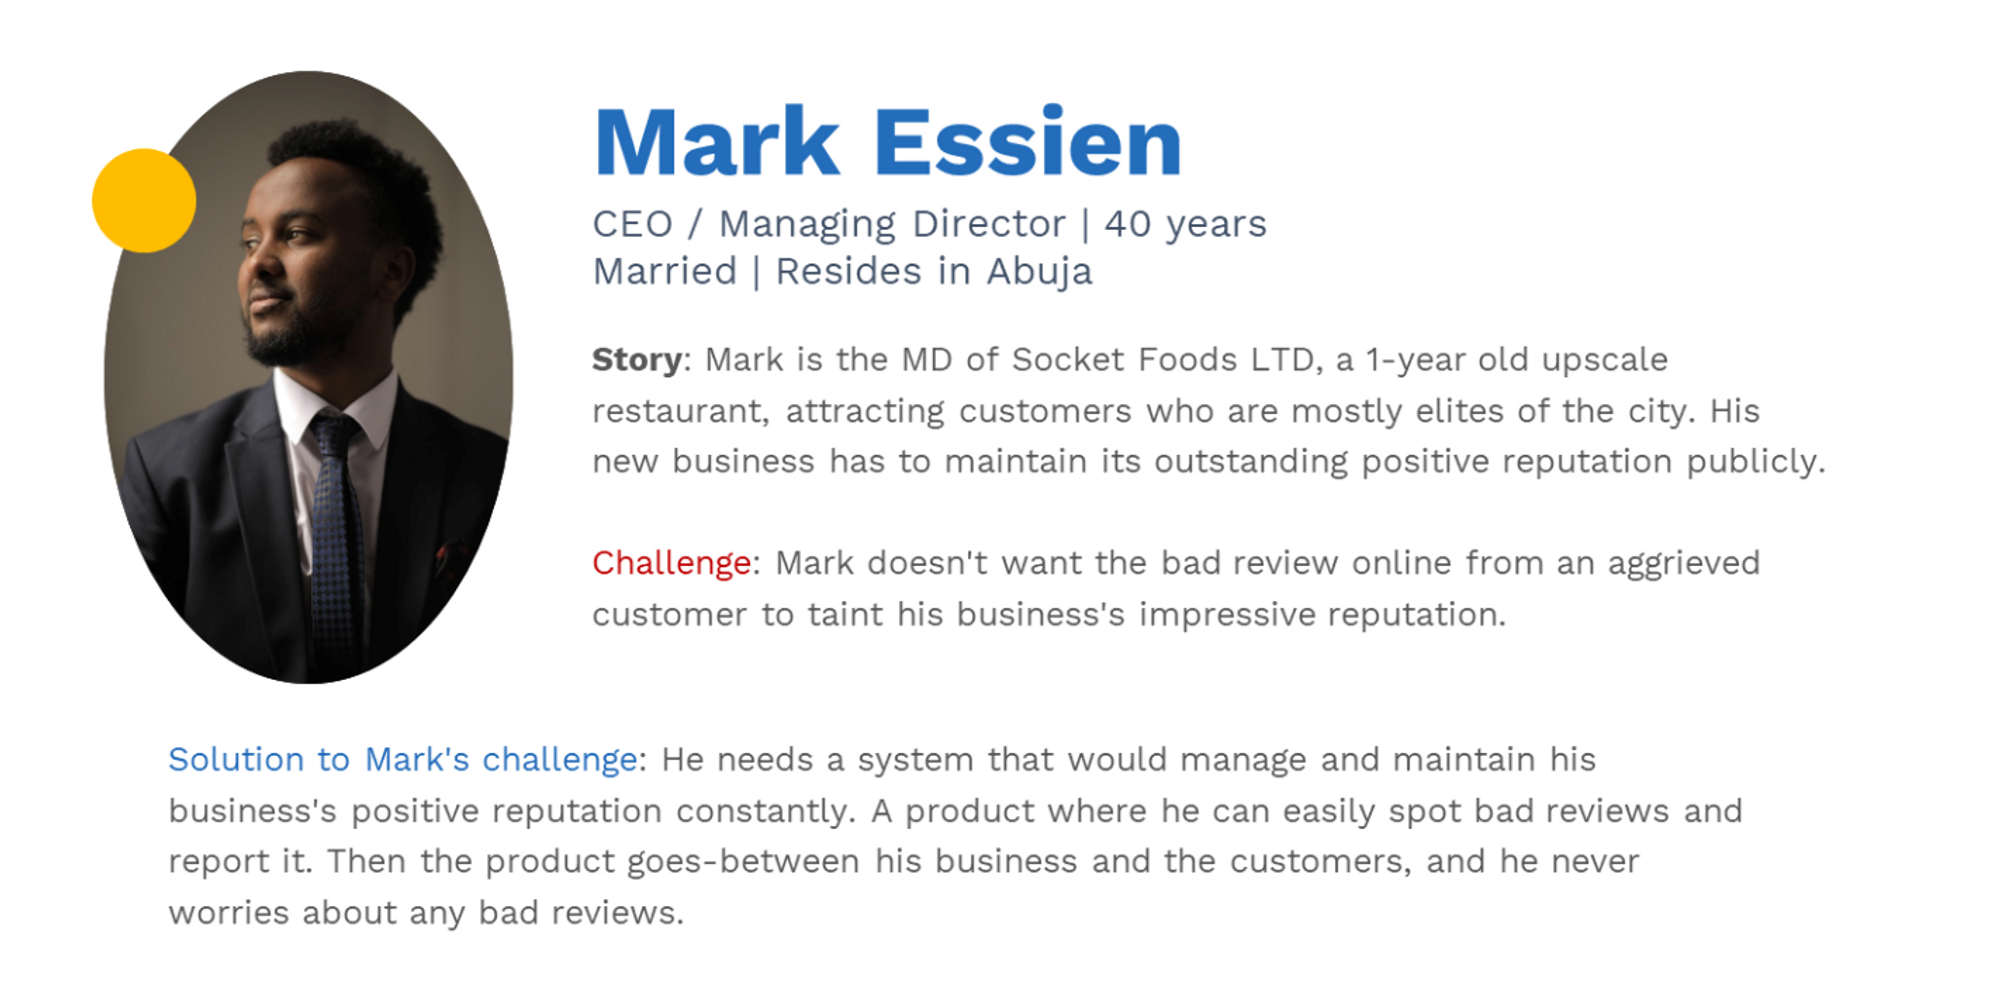 Mark Essien
CEO / Managing Director | 40 years
Married | Resides in Abuja
Story: Mark is the MD of Socket Foods LTD, a 1-year old upscale
restaurant, attracting customers who are mostly elites of the city. His
new business has to maintain its outstanding positive reputation publicly.
Challenge: Mark doesn't want the bad review online from an aggrieved
customer to taint his business's impressive reputation.
Solution to Mark's challenge: He needs a system that would manage and maintain his
business's positive reputation constantly. A product where he can easily spot bad reviews and
report it. Then the product goes-between his business and the customers, and he never
worries about any bad reviews.